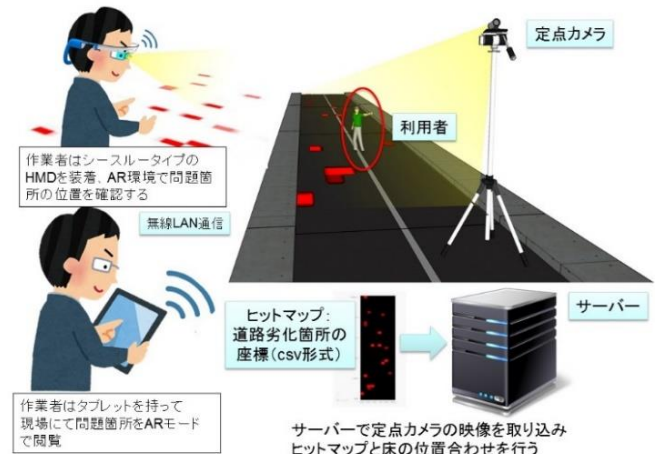 定点カメラ
利用者
作業者はシースルータイプの
HMDを装着、AR環境で問題箇
所の位置を確認する
無線LAN通信
ヒットマップ:
道路劣化箇所の
座標(csv形式)
サーバー
作業者はタブレットを持って
現場にて問題箇所をARモード
で閲覧
サーバーで定点カメラの映像を取り込み
ヒットマップと床の位置合わせを行う